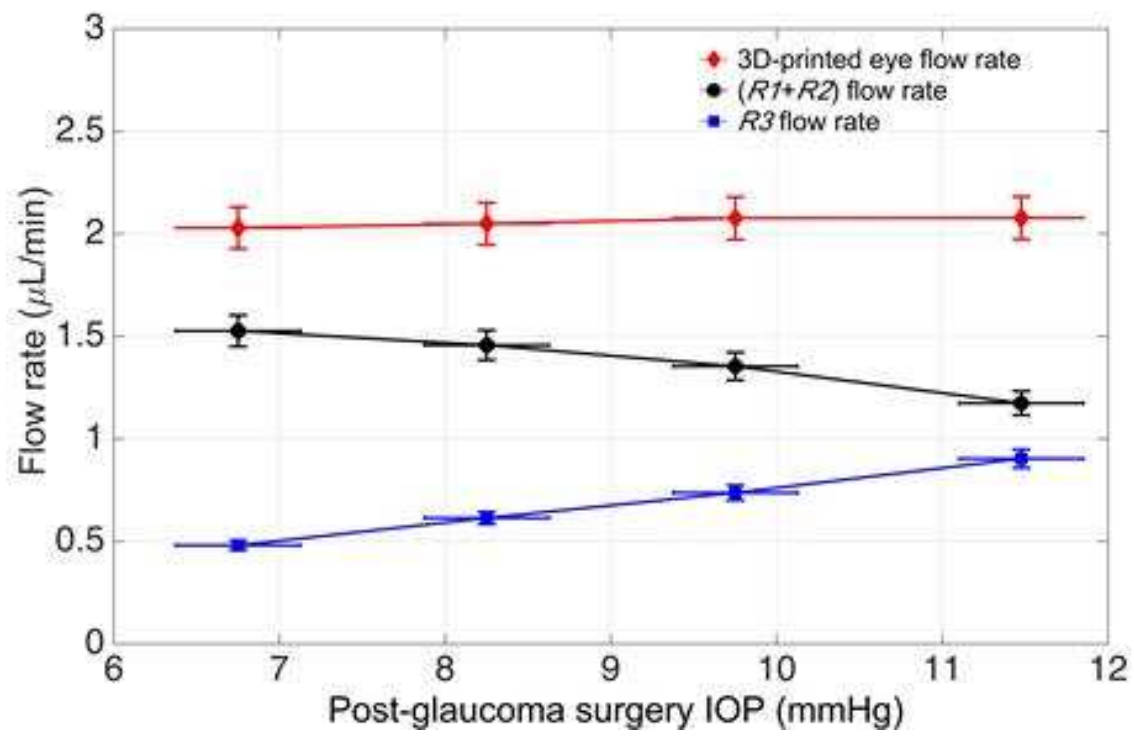 3
2.5
2
1.5
1
0.5
0
Flow rate (μL/min)
3D-printed eye flow rate
(R1+R2) flow rate
R3 flow rate
6 7 8 9 10 11 12
Post-glaucoma surgery IOP (mmHg)